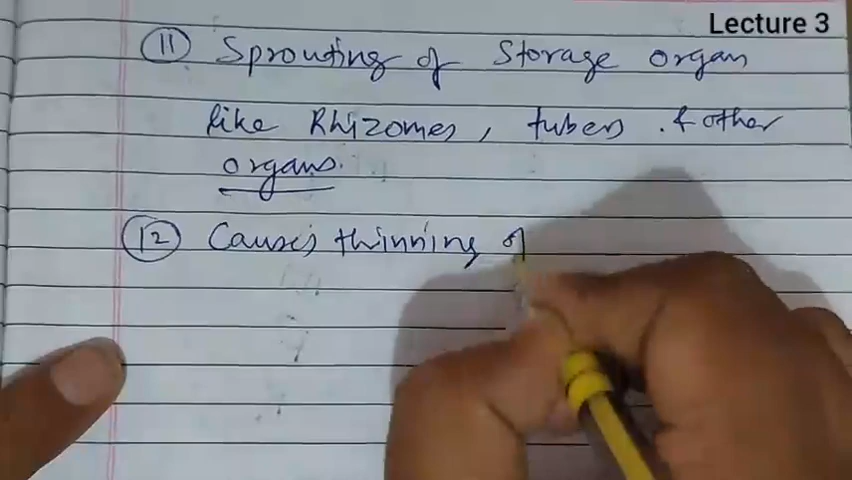 Lecture 3
11 Sprouting of Storage organ
like Rhizomes, tubers . & other
organs.
12 Causes thinning of